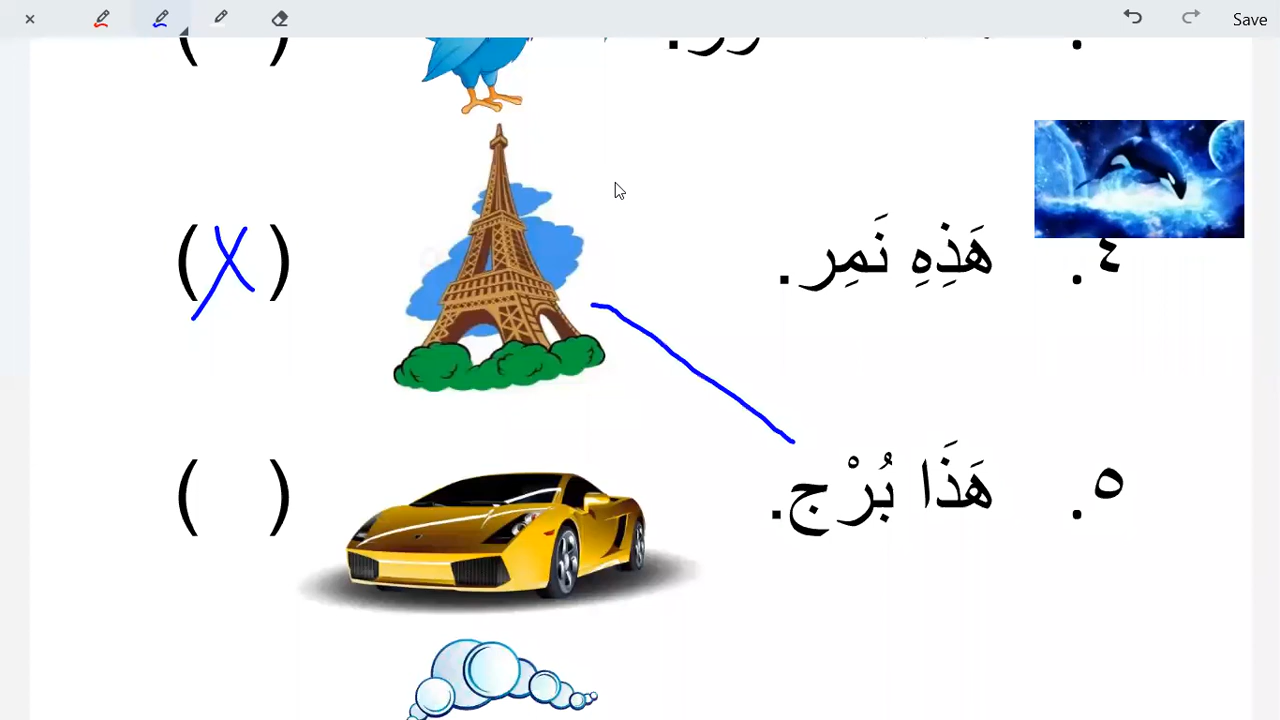 Save
( ) .
٤. هَذِهِ نَمِر. (X)
٥. هَذَا بُرْج. ( )